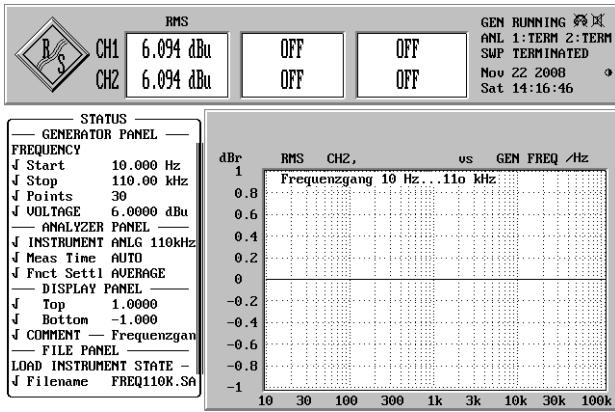 RMS
R S
CH1 6.094 dBu OFF OFF
CH2 6.094 dBu OFF OFF
GEN RUNNING
ANL 1:TERM 2:TERM
SWP TERMINATED
Nov 22 2008
Sat 14:16:46
STATUS
GENERATOR PANEL
FREQUENCY
Start 10.000 Hz
Stop 110.00 kHz
Points 30
VOLTAGE 6.0000 dBu
ANALYZER PANEL
INSTRUMENT ANLG 110kHz
Meas Time AUTO
Fnct Settl AVERAGE
DISPLAY PANEL
Top 1.0000
Bottom -1.000
COMMENT — Frequenzgan
FILE PANEL
LOAD INSTRUMENT STATE -
Filename FREQ110K.SA
dBr RMS CH2, vs GEN FREQ /Hz
Frequenzgang 10 Hz...11o kHz
1
0.8
0.6
0.4
0.2
0
-0.2
-0.4
-0.6
-0.8
-1
10 30 100 300 1k 3k 10k 30k 100k